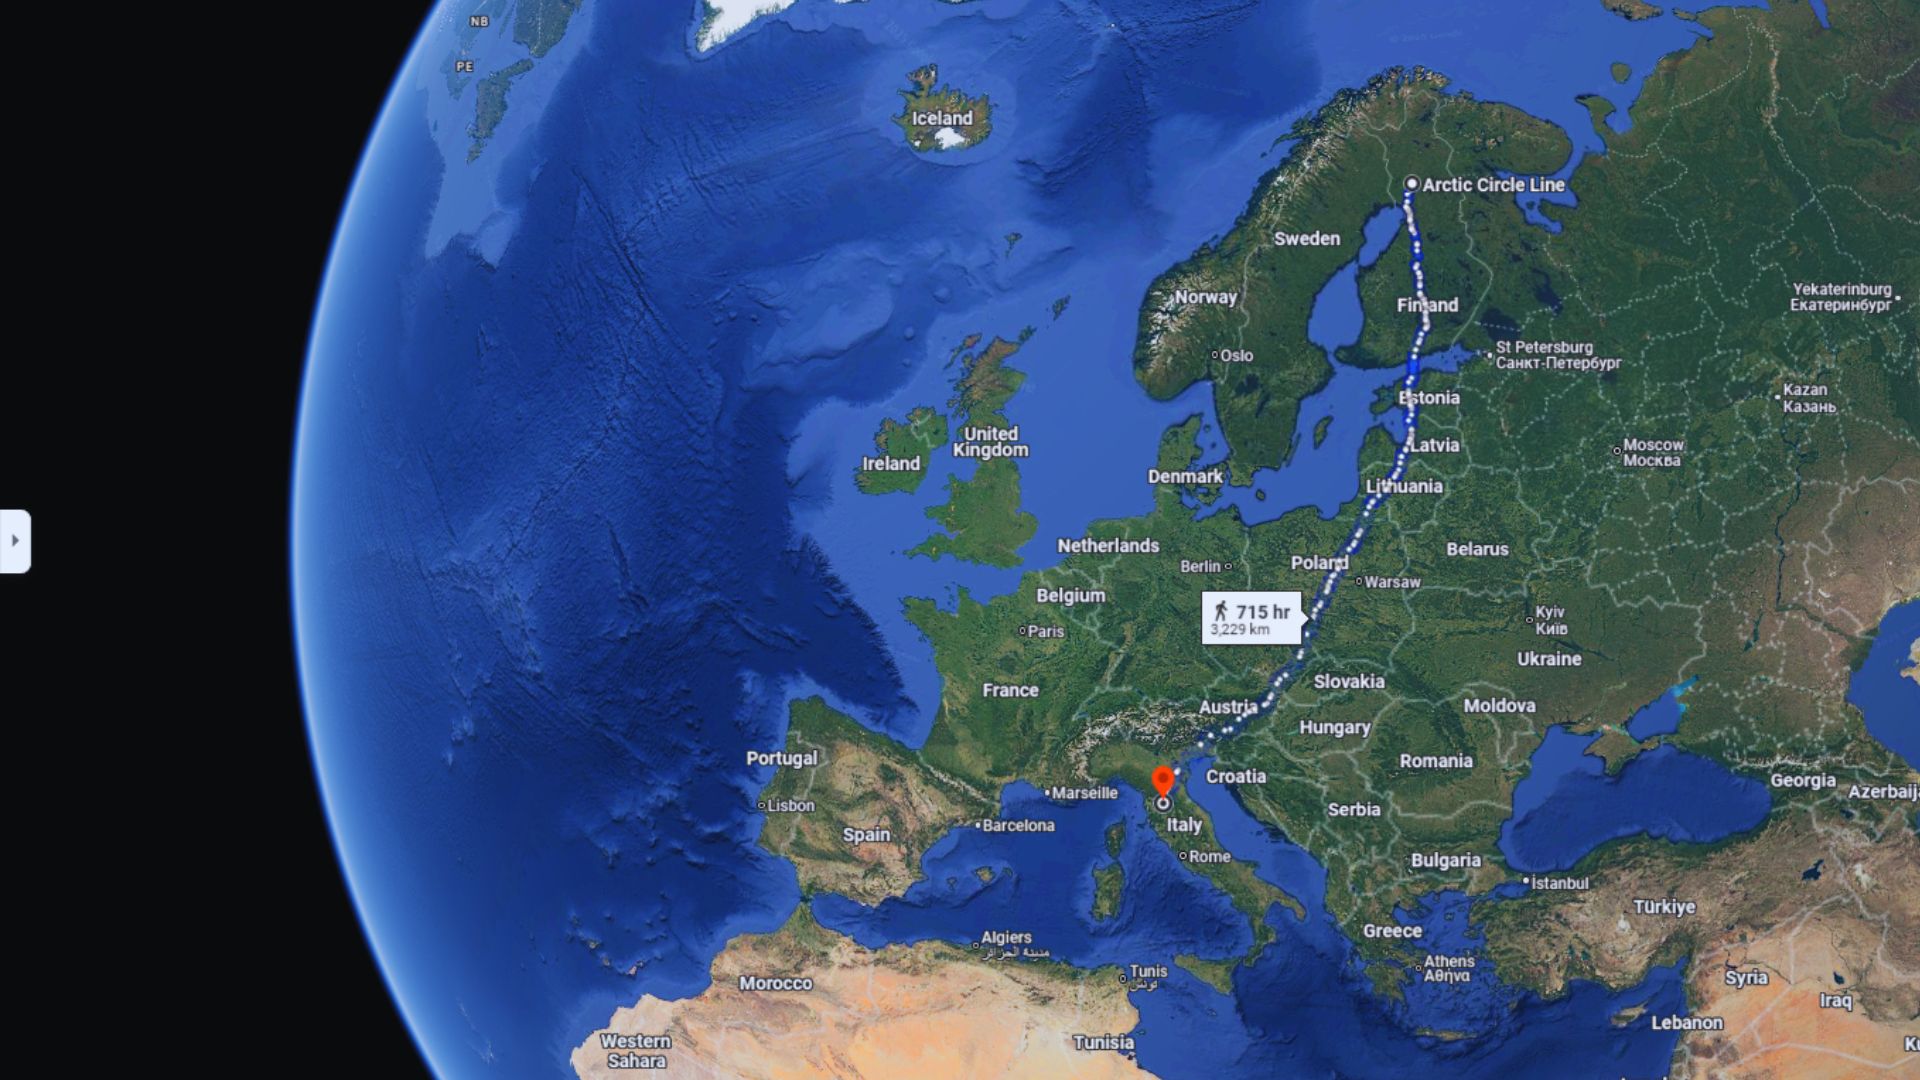 NB
PE
Iceland
Arctic Circle Line
Sweden
Norway
Finland
Yekaterinburg
Екатеринбург
Oslo
St Petersburg
Санкт-Петербург
Estonia
Kazan
Казань
United
Kingdom
Latvia
Moscow
Москва
Ireland
Denmark
Lithuania
Netherlands
Belarus
Berlin
Poland
Warsaw
Belgium
715 hr
3,229 km
Kyiv
Київ
Paris
Ukraine
France
Slovakia
Austria
Moldova
Hungary
Portugal
Romania
Croatia
Georgia
Marseille
Azerbaij
Lisbon
Serbia
Barcelona
Italy
Spain
Rome
Bulgaria
İstanbul
Türkiye
Greece
Algiers
مدينة الجزائر
Athens
Αθήνα
Tunis
تونس
Syria
Morocco
Iraq
Lebanon
Western
Sahara
Tunisia